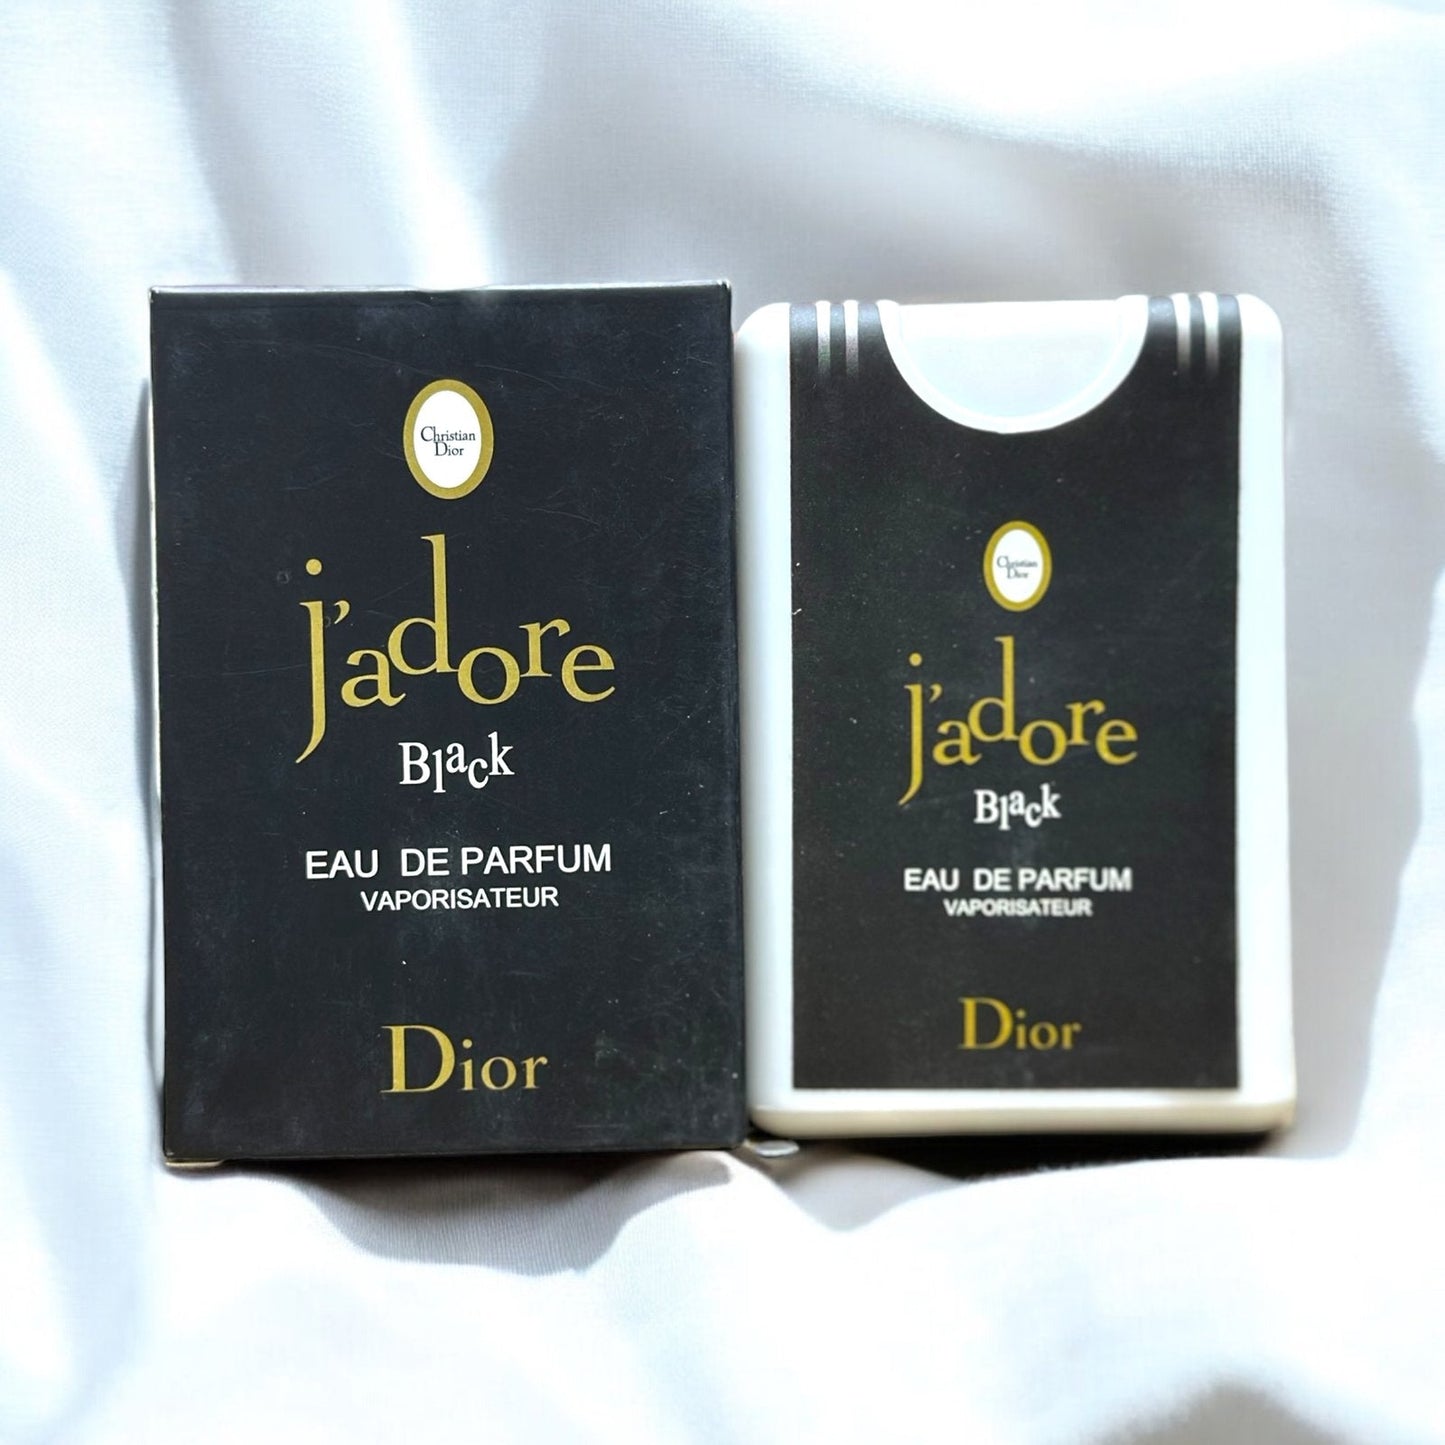 Christian
Dior
j'adore
Black
EAU DE PARFUM
VAPORISATEUR
Dior
Christian
Dior
j'adore
Black
EAU DE PARFUM
VAPORISATEUR
Dior